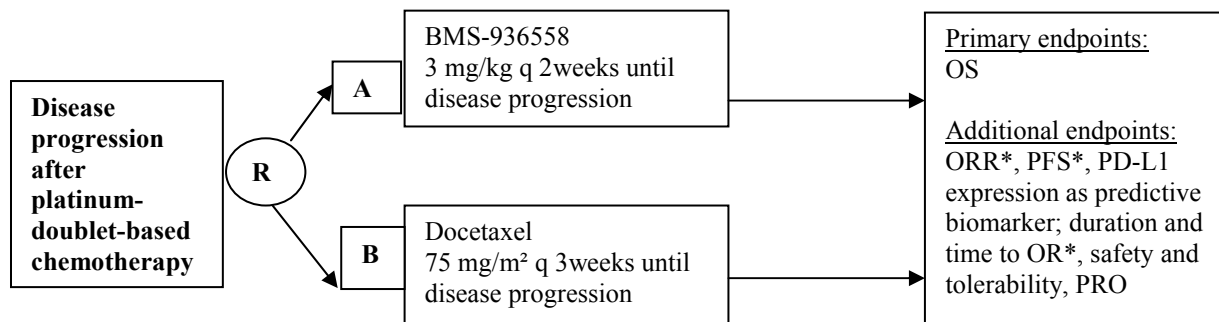 Disease
progression
after
platinum-
doublet-based
chemotherapy
R
A
BMS-936558
3 mg/kg q 2weeks until
disease progression
B
Docetaxel
75 mg/m² q 3weeks until
disease progression
Primary endpoints:
OS
Additional endpoints:
ORR*, PFS*, PD-L1
expression as predictive
biomarker; duration and
time to OR*, safety and
tolerability, PRO